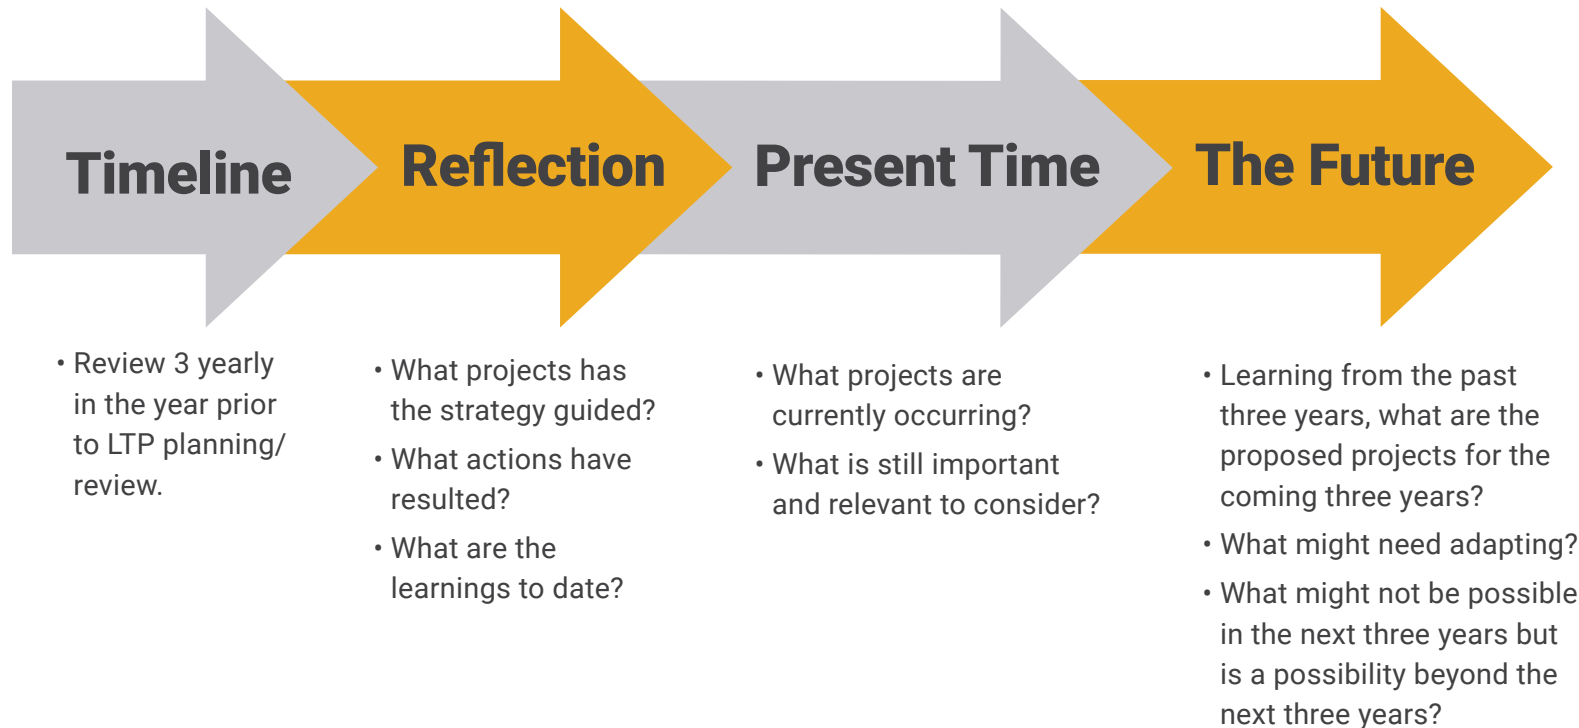 Timeline
Reflection
Present Time
The Future
• Review 3 yearly
in the year prior
to LTP planning/
review.
• What projects has
the strategy guided?
• What actions have
resulted?
• What are the
learnings to date?
• What projects are
currently occurring?
• What is still important
and relevant to consider?
• Learning from the past
three years, what are the
proposed projects for the
coming three years?
• What might need adapting?
• What might not be possible
in the next three years but
is a possibility beyond the
next three years?